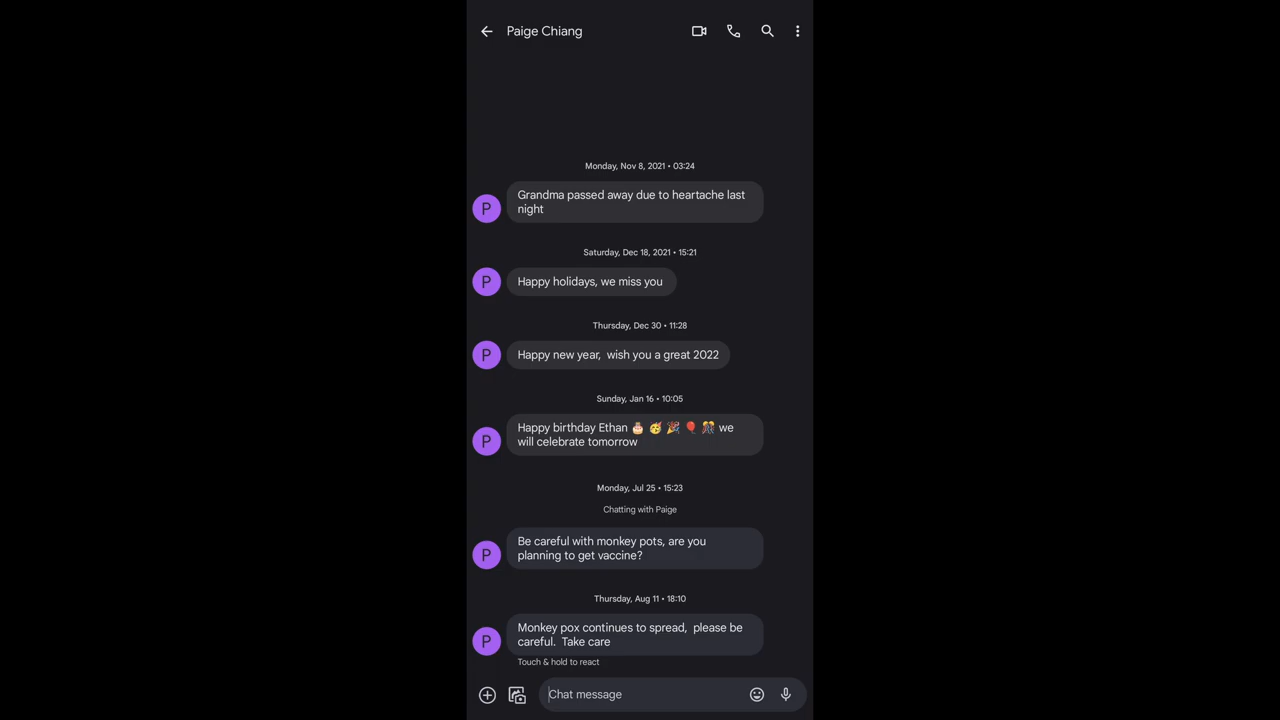 Paige Chiang
Monday, Nov 8, 2021 • 03:24
Grandma passed away due to heartache last
night
P
Saturday, Dec 18, 2021 • 15:21
Happy holidays, we miss you
P
Thursday, Dec 30 • 11:28
Happy new year,  wish you a great 2022
P
Sunday, Jan 16 • 10:05
Happy birthday Ethan 🎂 🥳 🎉 🎈 🎊 we
will celebrate tomorrow
P
Monday, Jul 25 • 15:23
Chatting with Paige
Be careful with monkey pots, are you
planning to get vaccine?
P
Thursday, Aug 11 • 18:10
Monkey pox continues to spread,  please be
careful.  Take care
P
Touch & hold to react
Chat message